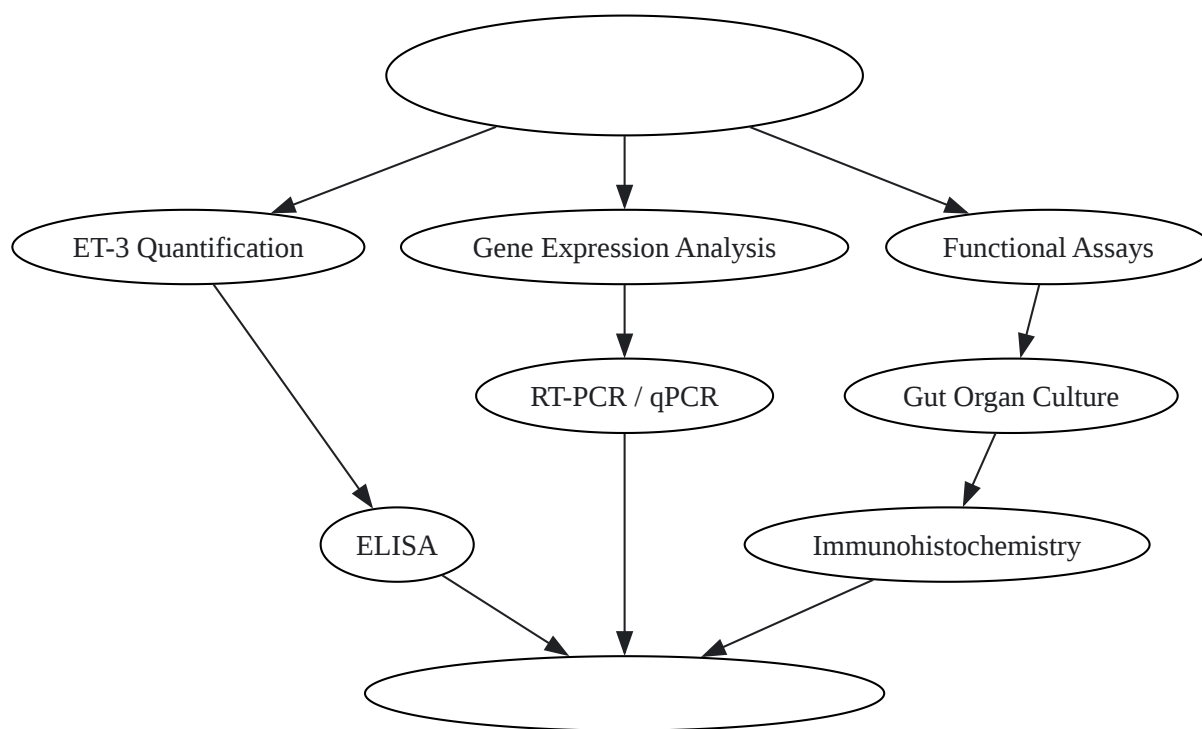 ET-3 Quantification
Gene Expression Analysis
Functional Assays
RT-PCR / qPCR
Gut Organ Culture
ELISA
Immunohistochemistry